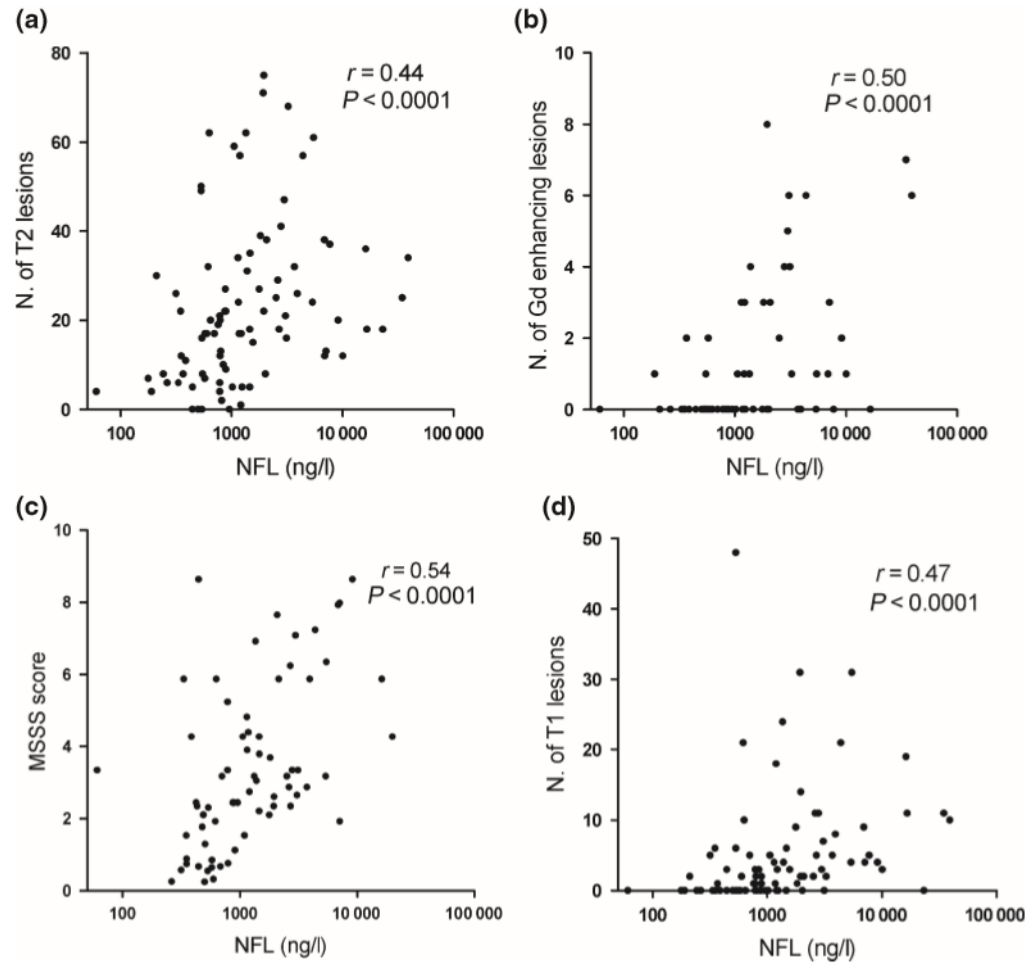 (a)
80
60
40
20
0
N. of T2 lesions
r = 0.44
P < 0.0001
100
1000
10 000
100 000
NFL (ng/l)
(b)
10
8
6
4
2
0
N. of Gd enhancing lesions
r = 0.50
P < 0.0001
100
1000
10 000
100 000
NFL (ng/l)
(c)
10
8
6
4
2
0
MSSS score
r = 0.54
P < 0.0001
100
1000
10 000
100 000
NFL (ng/l)
(d)
50
40
30
20
10
0
N. of T1 lesions
r = 0.47
P < 0.0001
100
1000
10 000
100 000
NFL (ng/l)